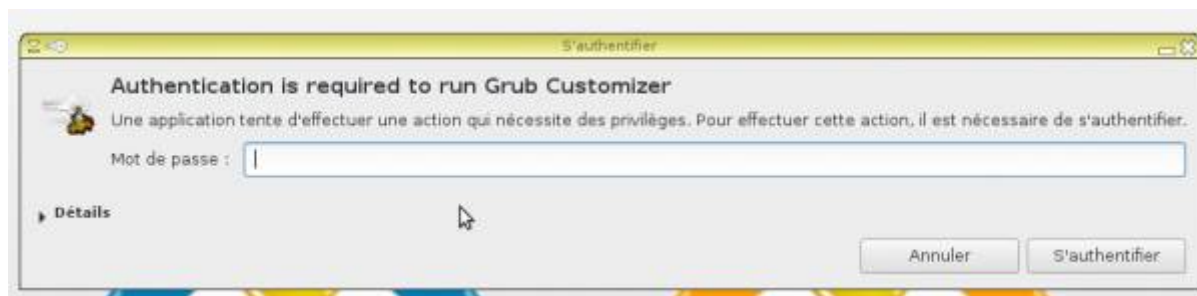 S'authentifier
Authentication is required to run Grub Customizer
Une application tente d'effectuer une action qui nécessite des privilèges. Pour effectuer cette action, il est nécessaire de s'authentifier.
Mot de passe :
Détails
Annuler S'authentifier